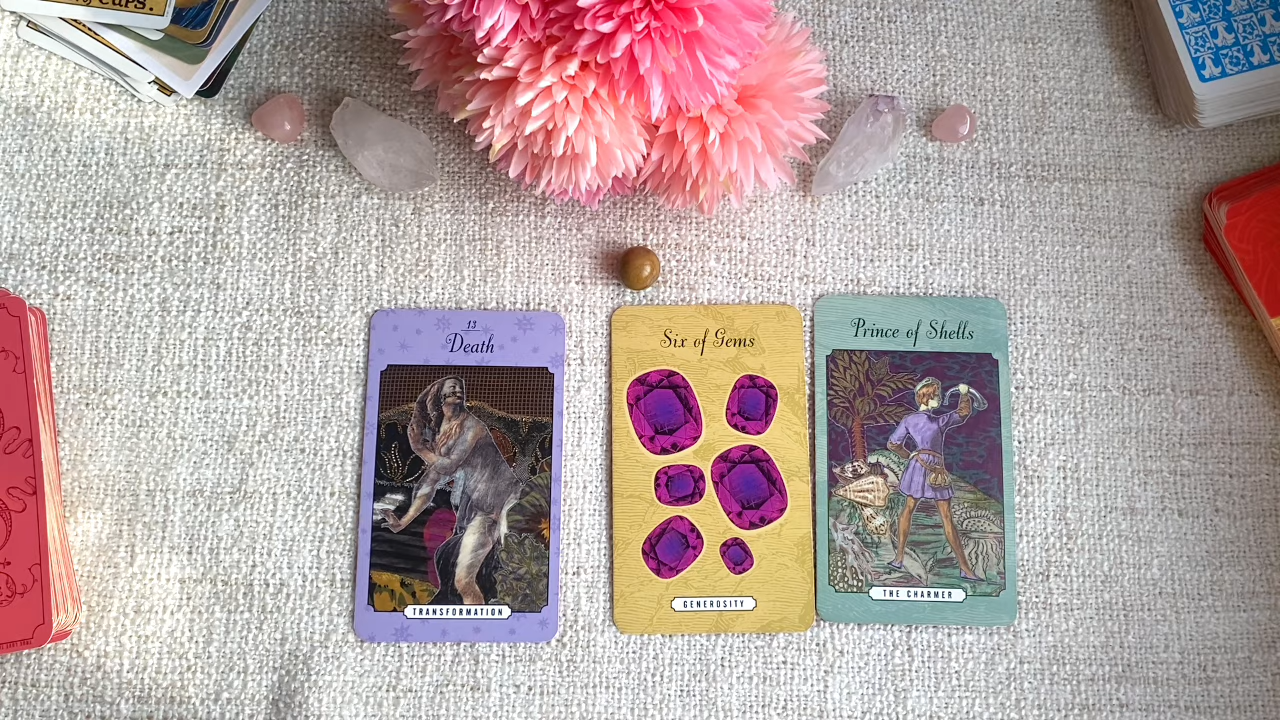 CUPS.
13
Death
TRANSFORMATION
Six of Gems
GENEROSITY
Prince of Shells
THE CHARMER